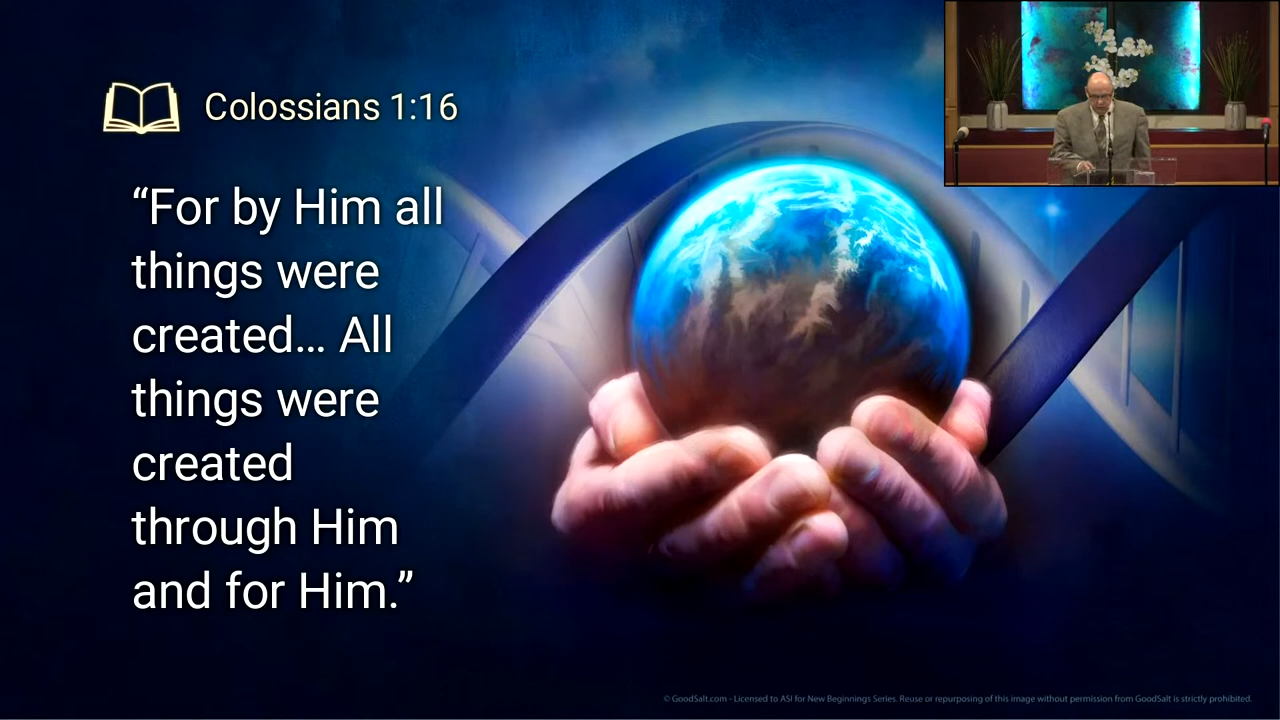 Colossians 1:16
“For by Him all
things were
created... All
things were
created
through Him
and for Him.”
© GoodSalt.com - Licensed to ASI for New Beginnings Series. Reuse or repurposing of this image without permission from GoodSalt is strictly prohibited.